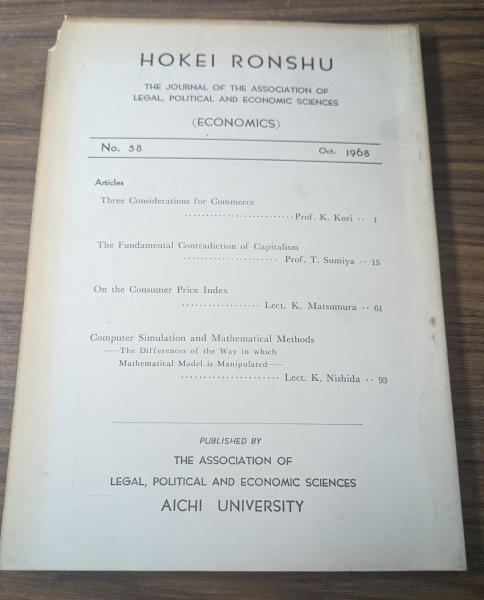 HOKEI RONSHU
THE JOURNAL OF THE ASSOCIATION OF
LEGAL, POLITICAL AND ECONOMIC SCIENCES
(ECONOMICS)
No. 58 Oct. 1968
Articles
Three Considerations for Commerce
·························Prof. K. Kori ·· 1
The Fundamental Contradiction of Capitalism
······················ Prof. T. Sumiya ·· 15
On the Consumer Price Index
·················· Lect. K. Matsumura ·· 61
Computer Simulation and Mathematical Methods
——The Differences of the Way in which
Mathematical Model is Manipulated——
······················· Lect. K. Nishida ·· 93
PUBLISHED BY
THE ASSOCIATION OF
LEGAL, POLITICAL AND ECONOMIC SCIENCES
AICHI UNIVERSITY